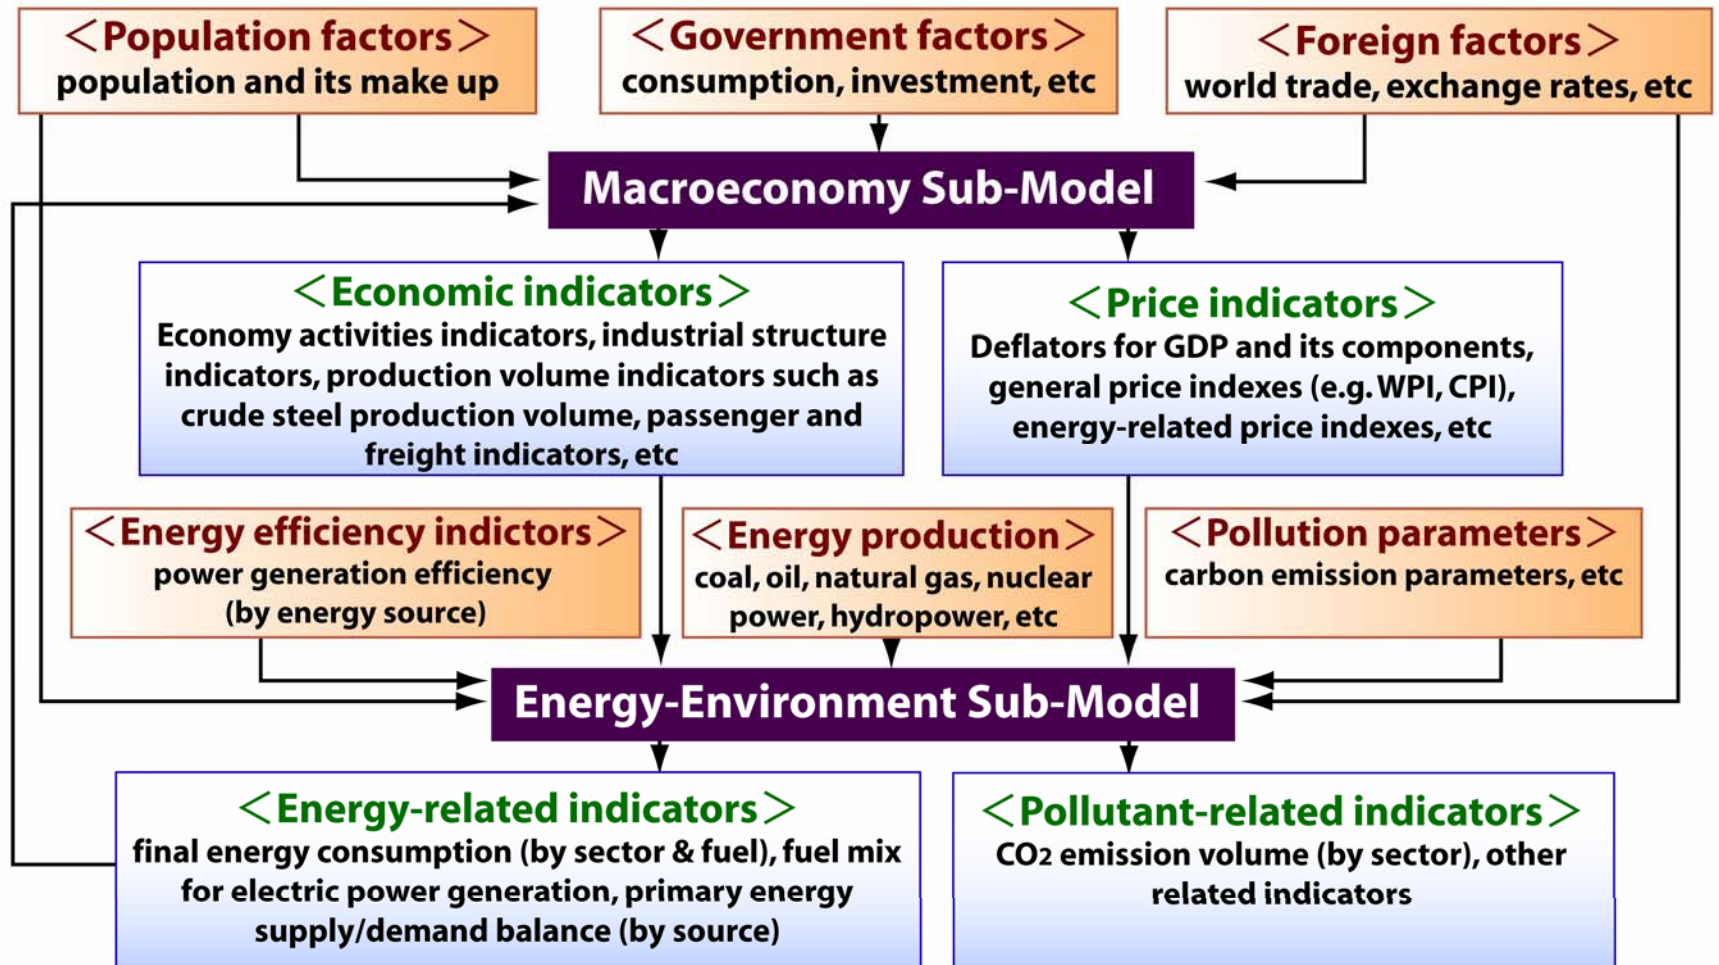 <Population factors>
population and its make up
<Government factors>
consumption, investment, etc
<Foreign factors>
world trade, exchange rates, etc
Macroeconomy Sub-Model
<Economic indicators>
Economy activities indicators, industrial structure
indicators, production volume indicators such as
crude steel production volume, passenger and
freight indicators, etc
<Price indicators>
Deflators for GDP and its components,
general price indexes (e.g. WPI, CPI),
energy-related price indexes, etc
<Energy efficiency indictors>
power generation efficiency
(by energy source)
<Energy production>
coal, oil, natural gas, nuclear
power, hydropower, etc
<Pollution parameters>
carbon emission parameters, etc
Energy-Environment Sub-Model
<Energy-related indicators>
final energy consumption (by sector & fuel), fuel mix
for electric power generation, primary energy
supply/demand balance (by source)
<Pollutant-related indicators>
CO2 emission volume (by sector), other
related indicators